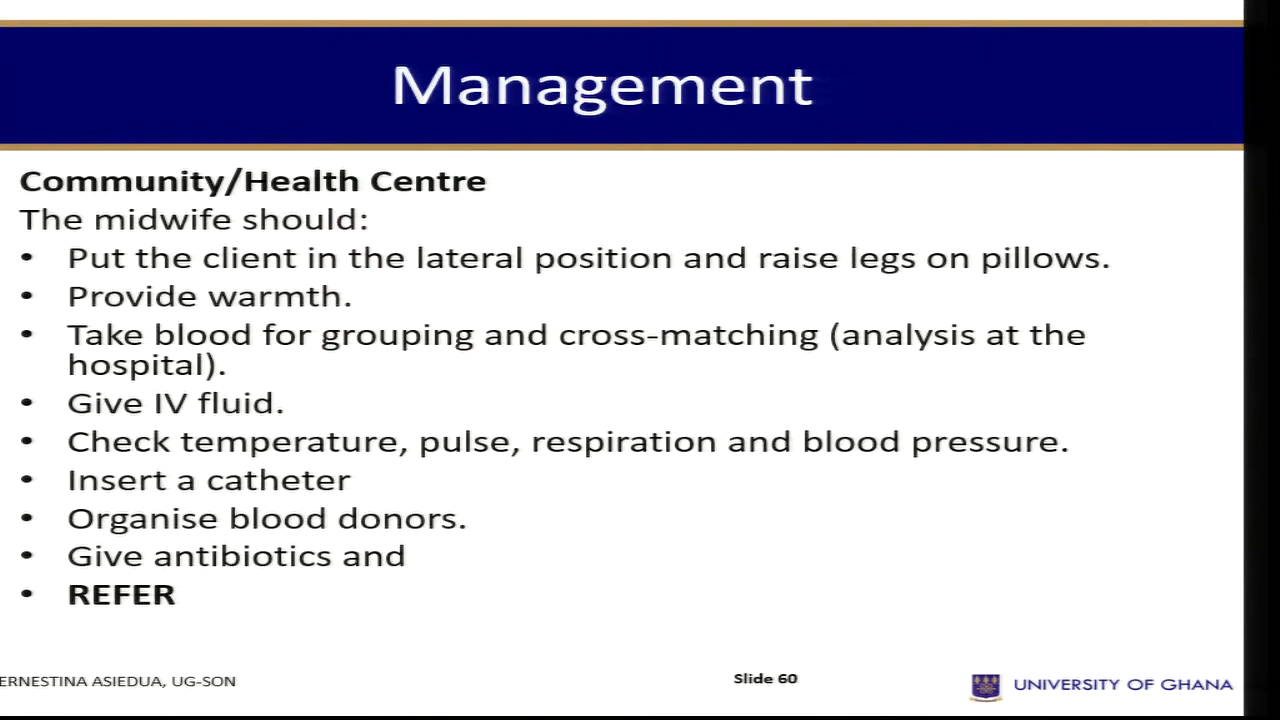 Management
Community/Health Centre
The midwife should:
• Put the client in the lateral position and raise legs on pillows.
• Provide warmth.
• Take blood for grouping and cross-matching (analysis at the
hospital).
• Give IV fluid.
• Check temperature, pulse, respiration and blood pressure.
• Insert a catheter
• Organise blood donors.
• Give antibiotics and
• REFER
ERNESTINA ASIEDUA, UG-SON
Slide 60
UNIVERSITY OF GHANA